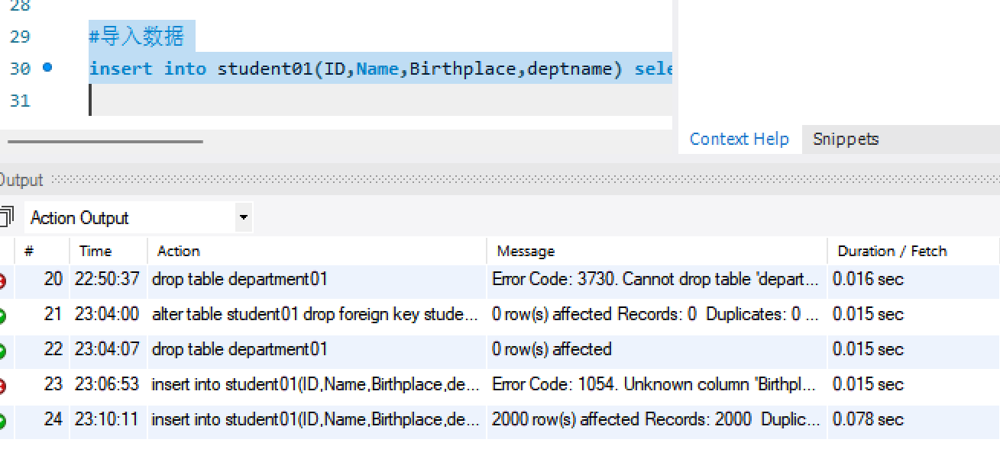 28
29 #导入数据
30 insert into student01(ID,Name,Birthplace,deptname) sele
31
Context Help Snippets
Output
Action Output
# Time Action Message Duration / Fetch
20 22:50:37 drop table department01 Error Code: 3730. Cannot drop table 'depart... 0.016 sec
21 23:04:00 alter table student01 drop foreign key stude... 0 row(s) affected Records: 0 Duplicates: 0 ... 0.015 sec
22 23:04:07 drop table department01 0 row(s) affected 0.015 sec
23 23:06:53 insert into student01(ID,Name,Birthplace,de... Error Code: 1054. Unknown column 'Birthpl... 0.015 sec
24 23:10:11 insert into student01(ID,Name,Birthplace,de... 2000 row(s) affected Records: 2000 Duplic... 0.078 sec